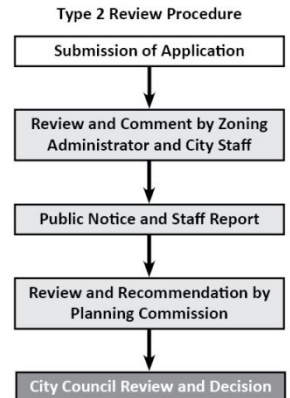 Type 2 Review Procedure
Submission of Application
Review and Comment by Zoning
Administrator and City Staff
Public Notice and Staff Report
Review and Recommendation by
Planning Commission
City Council Review and Decision